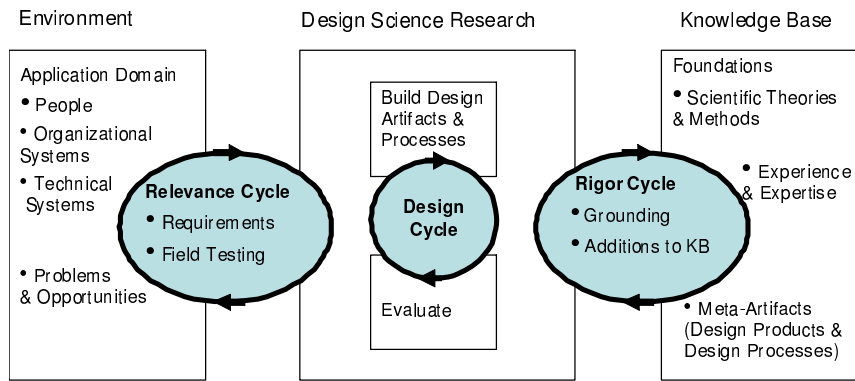 Environment
Design Science Research
Knowledge Base
Application Domain
• People
• Organizational
Systems
• Technical
Systems
• Problems
& Opportunities
Relevance Cycle
• Requirements
• Field Testing
Build Design
Artifacts &
Processes
Design
Cycle
Evaluate
Rigor Cycle
• Grounding
• Additions to KB
Foundations
• Scientific Theories
& Methods
• Experience
& Expertise
• Meta-Artifacts
(Design Products &
Design Processes)